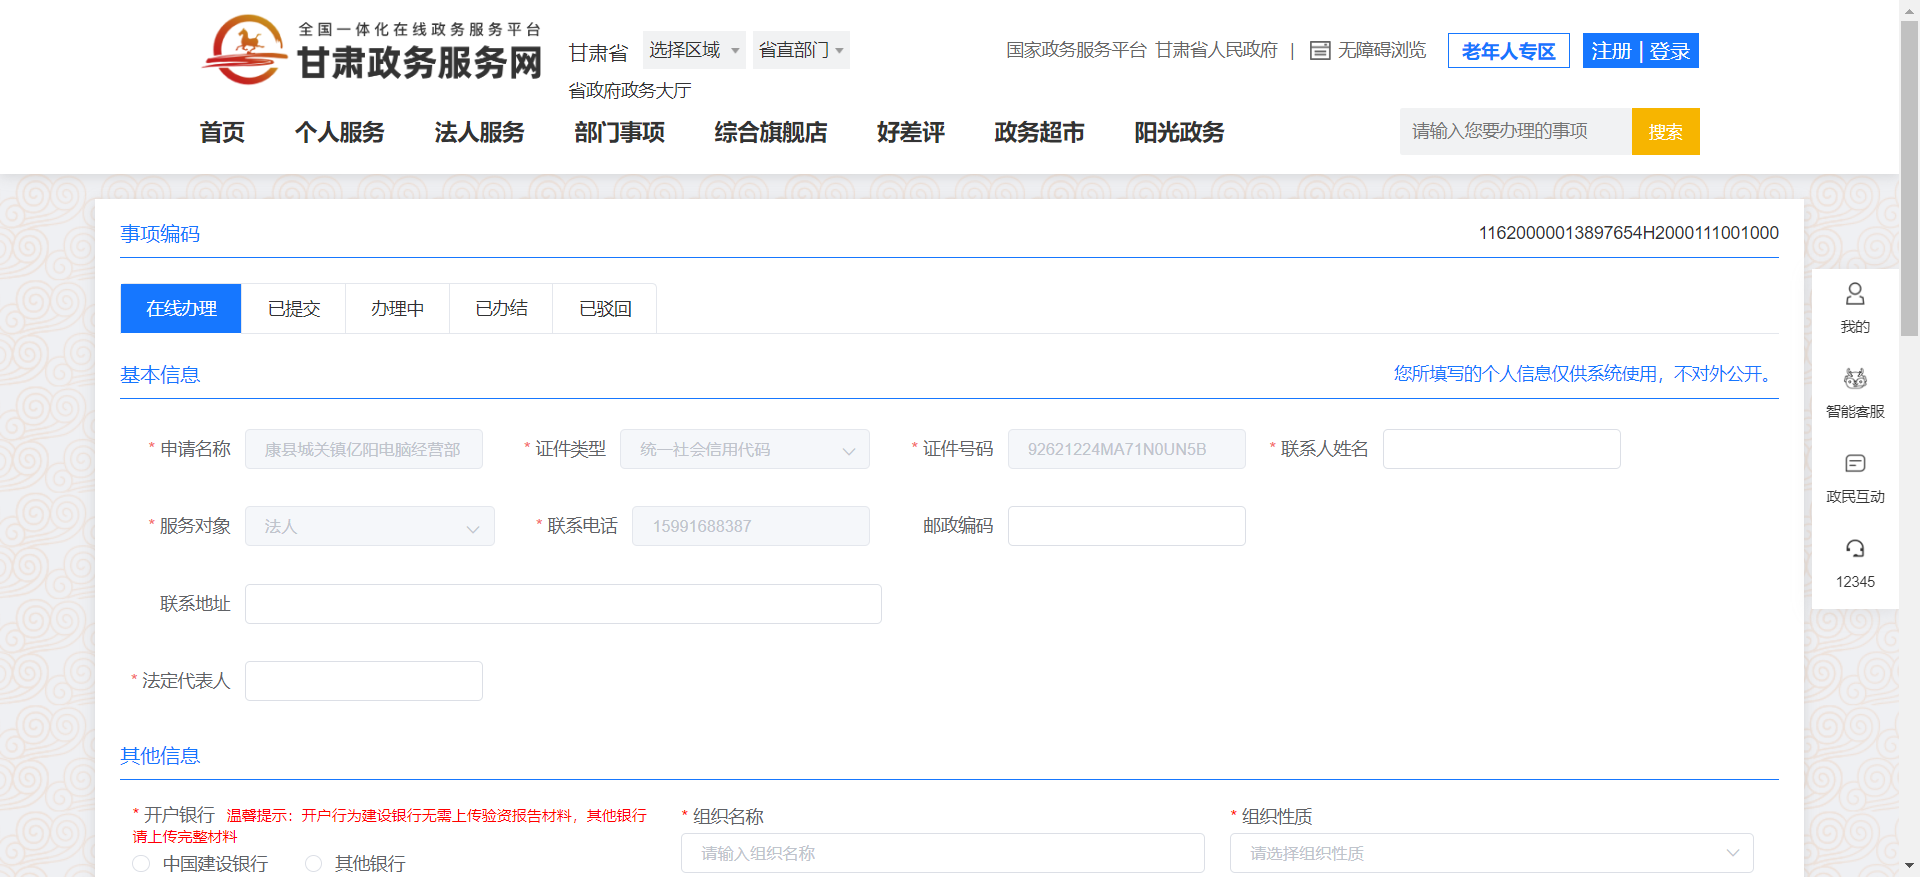 全国一体化在线政务服务平台
甘肃政务服务网
甘肃省 选择区域 省直部门
省政府政务大厅
国家政务服务平台 甘肃省人民政府 | 无障碍浏览 老年人专区 注册 | 登录
首页 个人服务 法人服务 部门事项 综合旗舰店 好差评 政务超市 阳光政务
请输入您要办理的事项 搜索
事项编码 11620000013897654H2000111001000
在线办理 已提交 办理中 已办结 已驳回
基本信息 您所填写的个人信息仅供系统使用，不对外公开。
* 申请名称 康县城关镇亿阳电脑经营部 * 证件类型 统一社会信用代码 * 证件号码 92621224MA71N0UN5B * 联系人姓名
* 服务对象 法人 * 联系电话 15991688387 邮政编码
联系地址
* 法定代表人
其他信息
* 开户银行 温馨提示：开户行为建设银行无需上传验资报告材料，其他银行
请上传完整材料
中国建设银行 其他银行
* 组织名称
请输入组织名称
* 组织性质
请选择组织性质
我的
智能客服
政民互动
12345